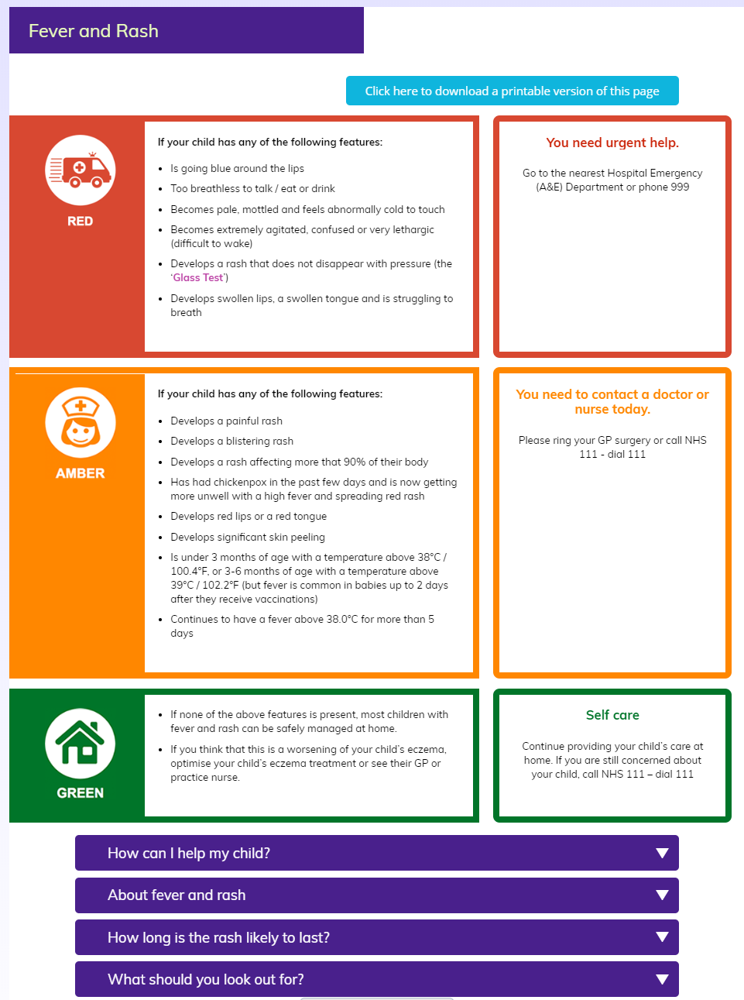 Fever and Rash
Click here to download a printable version of this page
RED
If your child has any of the following features:
• Is going blue around the lips
• Too breathless to talk / eat or drink
• Becomes pale, mottled and feels abnormally cold to touch
• Becomes extremely agitated, confused or very lethargic
(difficult to wake)
• Develops a rash that does not disappear with pressure (the
‘Glass Test’)
• Develops swollen lips, a swollen tongue and is struggling to
breath
You need urgent help.
Go to the nearest Hospital Emergency
(A&E) Department or phone 999
AMBER
If your child has any of the following features:
• Develops a painful rash
• Develops a blistering rash
• Develops a rash affecting more that 90% of their body
• Has had chickenpox in the past few days and is now getting
more unwell with a high fever and spreading red rash
• Develops red lips or a red tongue
• Develops significant skin peeling
• Is under 3 months of age with a temperature above 38°C /
100.4°F, or 3-6 months of age with a temperature above
39°C / 102.2°F (but fever is common in babies up to 2 days
after they receive vaccinations)
• Continues to have a fever above 38.0°C for more than 5
days
You need to contact a doctor or
nurse today.
Please ring your GP surgery or call NHS
111 - dial 111
GREEN
• If none of the above features is present, most children with
fever and rash can be safely managed at home.
• If you think that this is a worsening of your child’s eczema,
optimise your child’s eczema treatment or see their GP or
practice nurse.
Self care
Continue providing your child’s care at
home. If you are still concerned about
your child, call NHS 111 – dial 111
How can I help my child?
About fever and rash
How long is the rash likely to last?
What should you look out for?